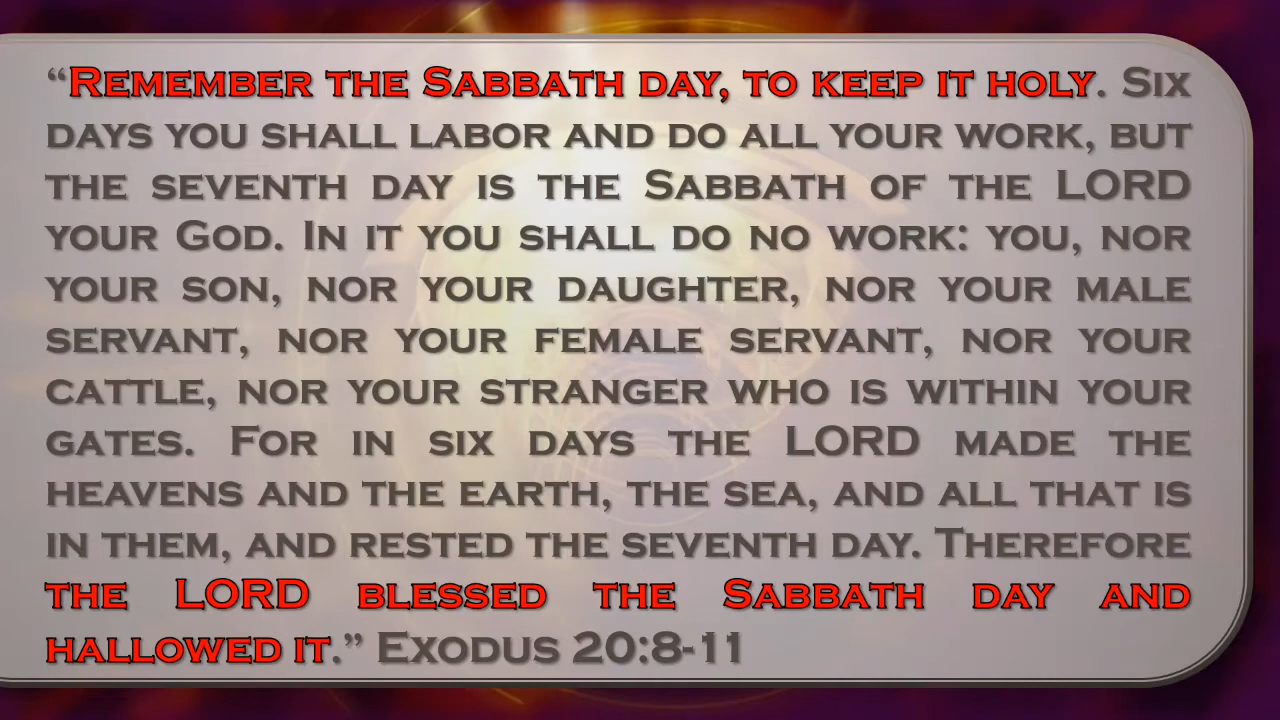 “Remember the Sabbath day, to keep it holy. Six
days you shall labor and do all your work, but
the seventh day is the Sabbath of the LORD
your God. In it you shall do no work: you, nor
your son, nor your daughter, nor your male
servant, nor your female servant, nor your
cattle, nor your stranger who is within your
gates. For in six days the LORD made the
heavens and the earth, the sea, and all that is
in them, and rested the seventh day. Therefore
the LORD blessed the Sabbath day and
hallowed it.” Exodus 20:8-11